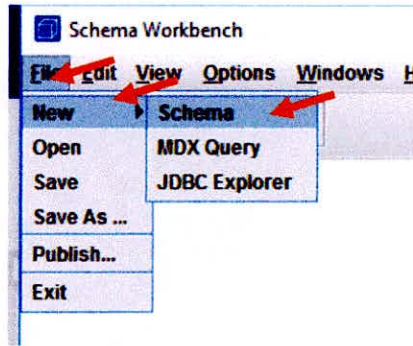 Schema Workbench
File Edit View Options Windows H
New Schema
Open MDX Query
Save JDBC Explorer
Save As ...
Publish...
Exit